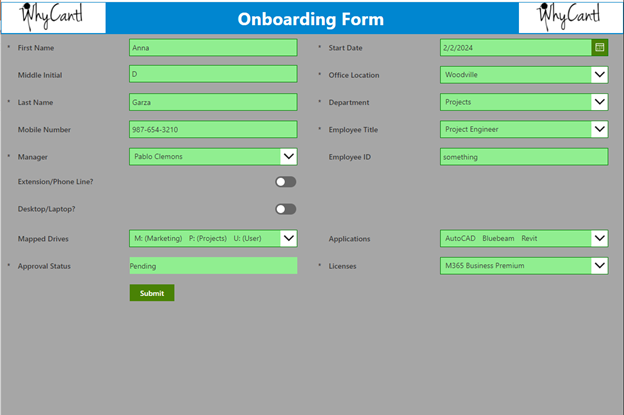 WhyCantI Onboarding Form WhyCantI
* First Name Anna * Start Date 2/2/2024
Middle Initial D * Office Location Woodville
* Last Name Garza * Department Projects
Mobile Number 987-654-3210 * Employee Title Project Engineer
* Manager Pablo Clemons Employee ID something
Extension/Phone Line?
Desktop/Laptop?
Mapped Drives M: (Marketing) P: (Projects) U: (User) Applications AutoCAD Bluebeam Revit
* Approval Status Pending * Licenses M365 Business Premium
Submit